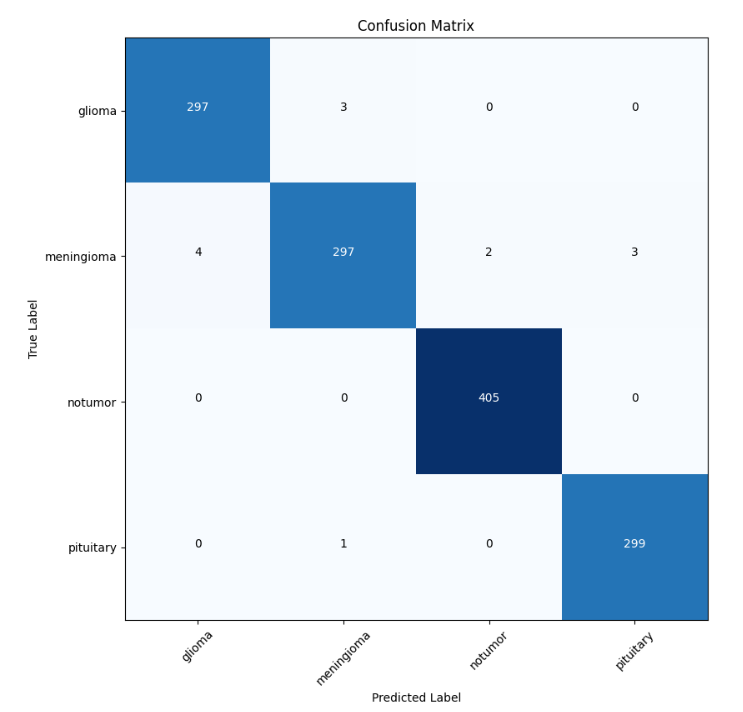 Confusion Matrix
glioma 297 3 0 0
meningioma 4 297 2 3
notumor 0 0 405 0
pituitary 0 1 0 299
True Label
glioma meningioma notumor pituitary
Predicted Label